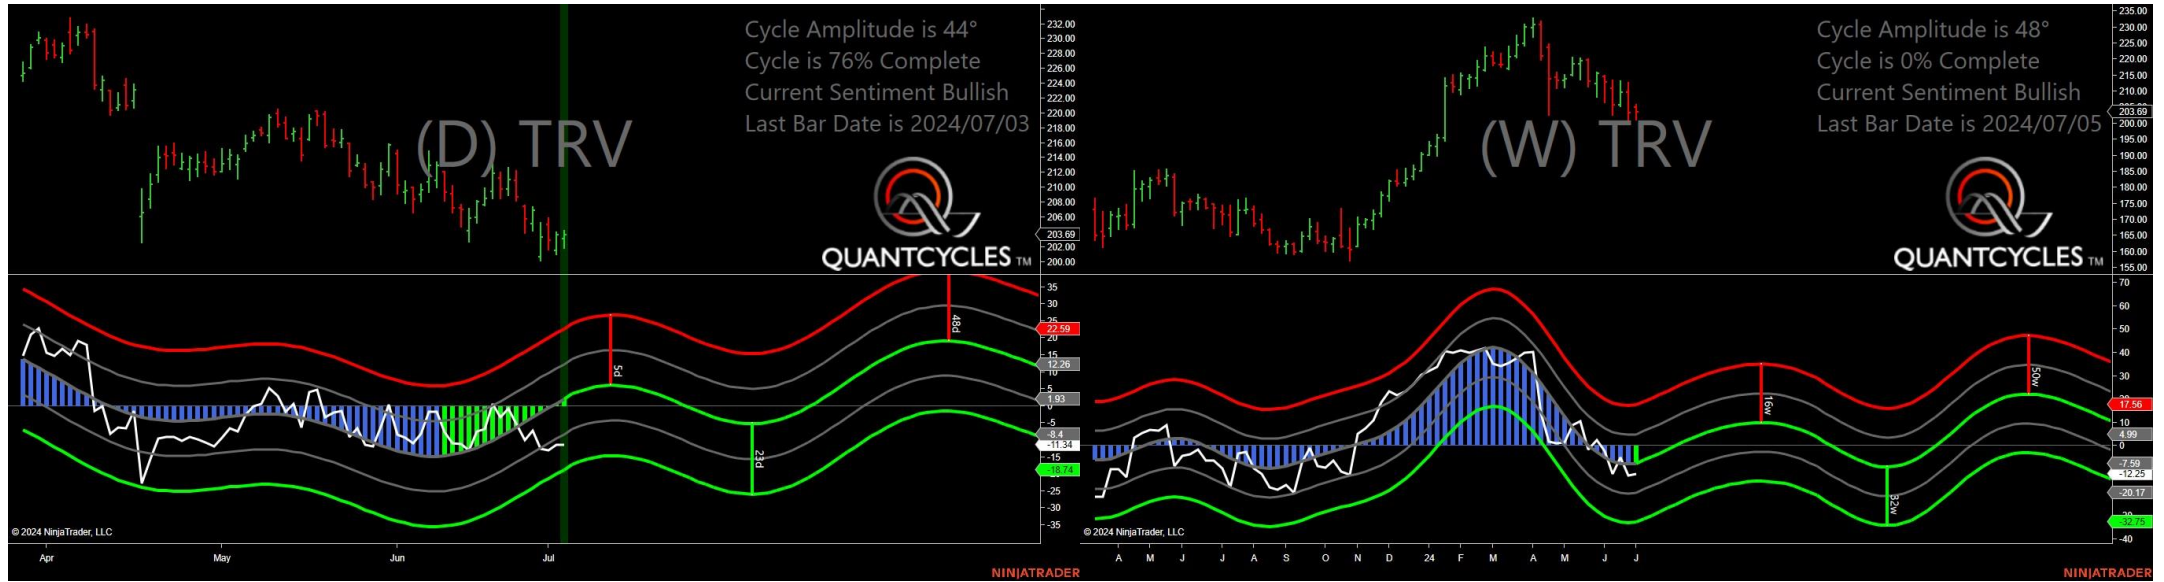 Cycle Amplitude is 44°
Cycle is 76% Complete
Current Sentiment Bullish
Last Bar Date is 2024/07/03
(D) TRV
QUANTCYCLES TM
232.00
230.00
228.00
226.00
224.00
222.00
220.00
218.00
216.00
214.00
212.00
210.00
208.00
206.00
203.69
202.00
200.00
35
30
25
22.59
20
15
12.26
10
5
1.93
0
-5
-8.4
-11.34
-15
-18.74
-25
-30
-35
5d
23d
48d
© 2024 NinjaTrader, LLC
Apr May Jun Jul
NINJATRADER
Cycle Amplitude is 48°
Cycle is 0% Complete
Current Sentiment Bullish
Last Bar Date is 2024/07/05
(W) TRV
QUANTCYCLES TM
235.00
230.00
225.00
220.00
215.00
210.00
203.69
200.00
195.00
190.00
185.00
180.00
175.00
170.00
165.00
160.00
155.00
70
60
50
40
30
17.56
10
4.99
0
-7.59
-12.25
-20.17
-32.75
-40
16w
32w
50w
© 2024 NinjaTrader, LLC
A M J J A S O N D 24 F M A M J J
NINJATRADER